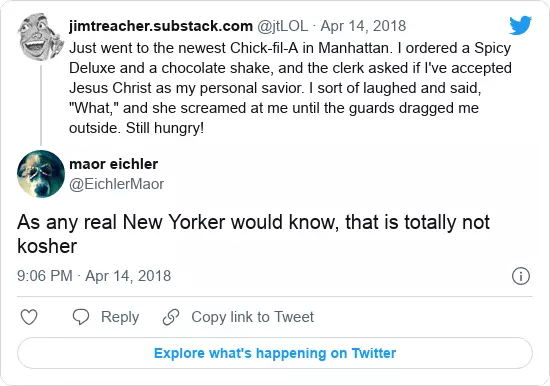 jimtreacher.substack.com @jtLOL · Apr 14, 2018
Just went to the newest Chick-fil-A in Manhattan. I ordered a Spicy
Deluxe and a chocolate shake, and the clerk asked if I've accepted
Jesus Christ as my personal savior. I sort of laughed and said,
"What," and she screamed at me until the guards dragged me
outside. Still hungry!
maor eichler
@EichlerMaor
As any real New Yorker would know, that is totally not
kosher
9:06 PM · Apr 14, 2018
Reply Copy link to Tweet
Explore what's happening on Twitter